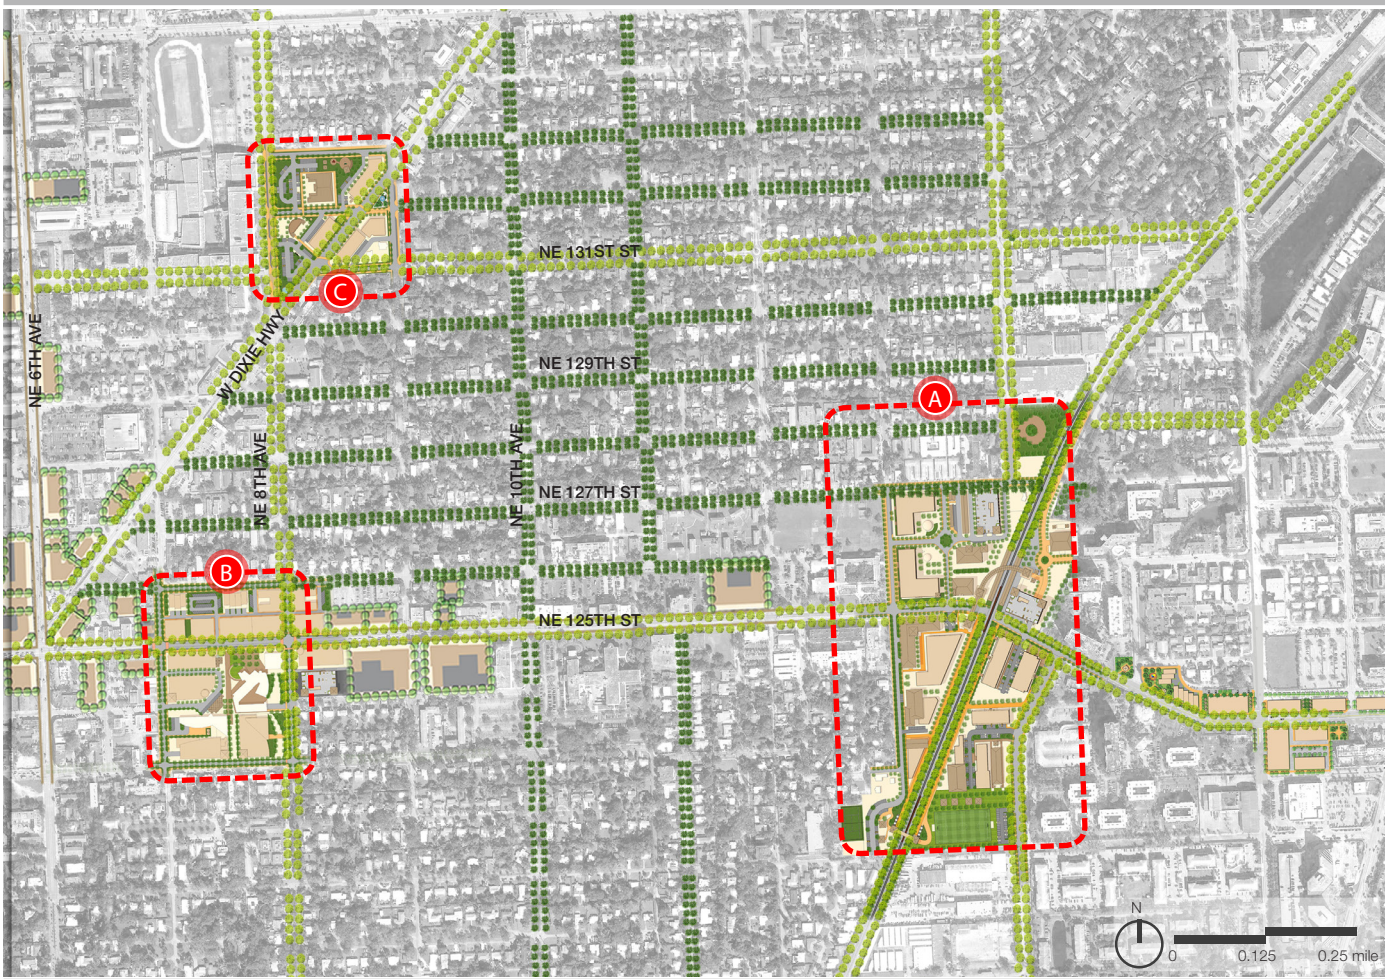 C
NE 131ST ST
NE 6TH AVE
W DIXIE HWY
NE 129TH ST
A
NE 8TH AVE
NE 10TH AVE
NE 127TH ST
B
NE 125TH ST
N
0 0.125 0.25 mile